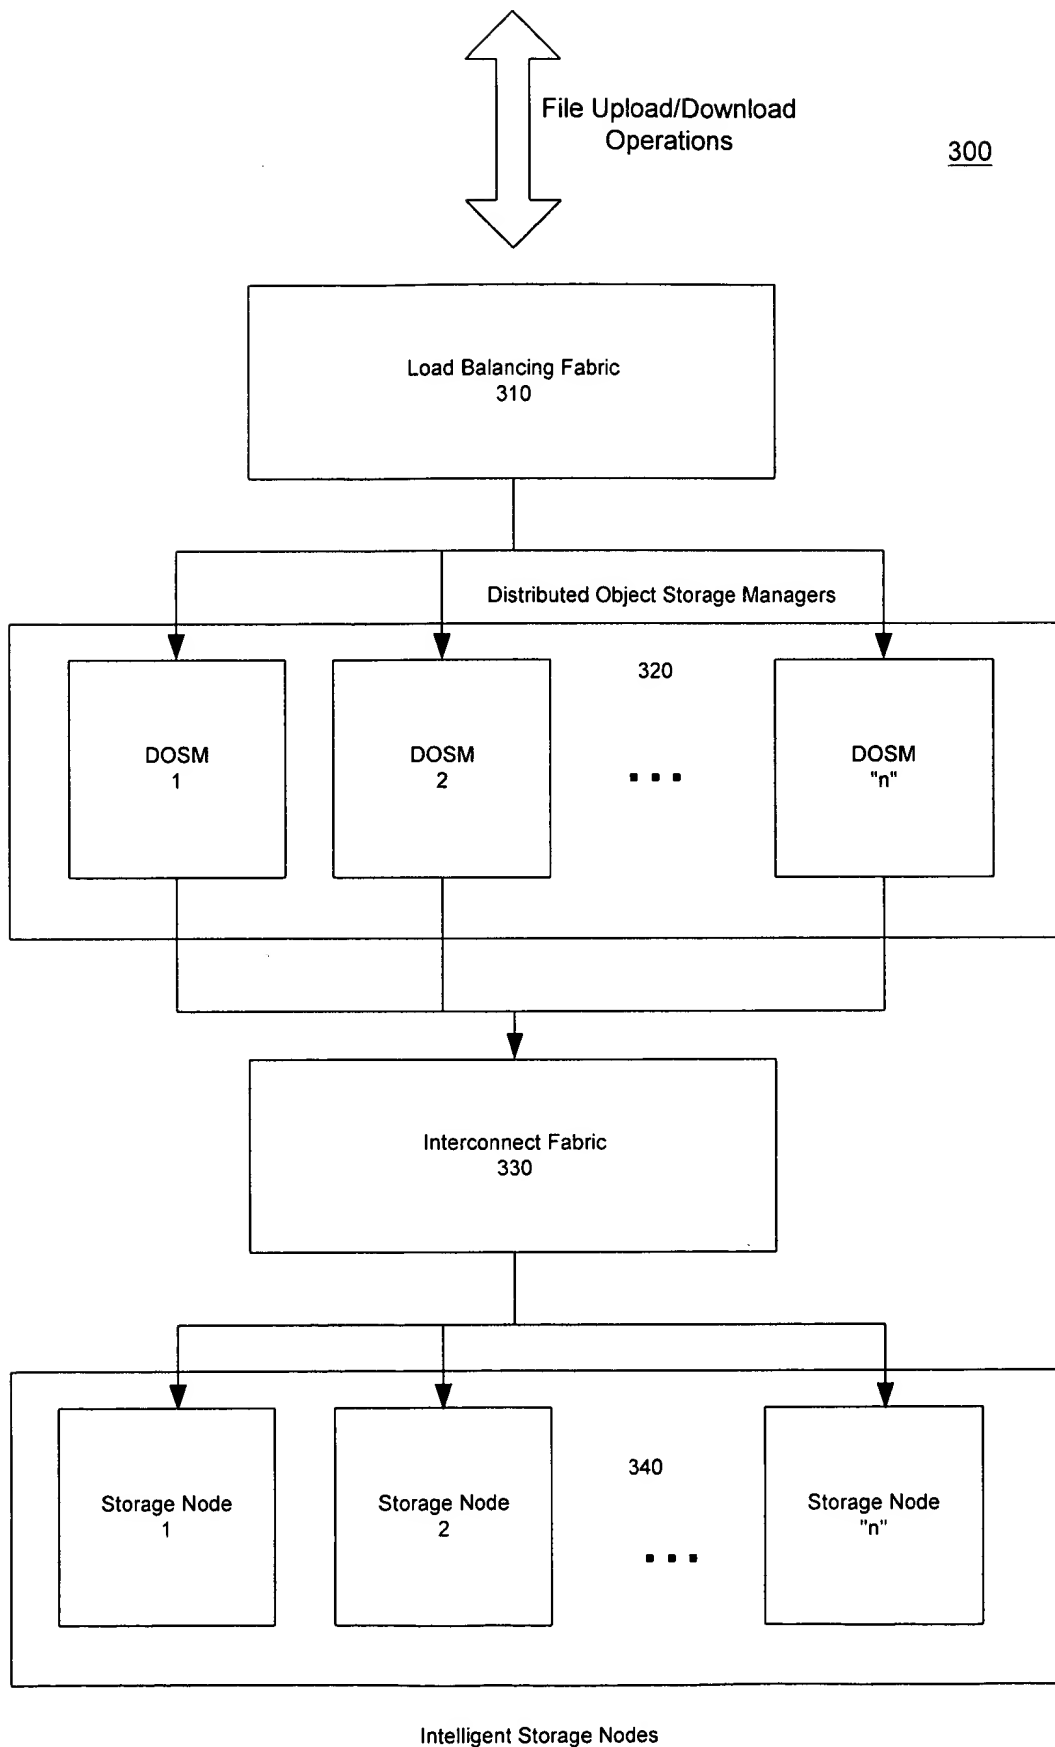 File Upload/Download
Operations
300
Load Balancing Fabric
310
Distributed Object Storage Managers
320
DOSM
1
DOSM
2
DOSM
"n"
Interconnect Fabric
330
340
Storage Node
1
Storage Node
2
Storage Node
"n"
Intelligent Storage Nodes